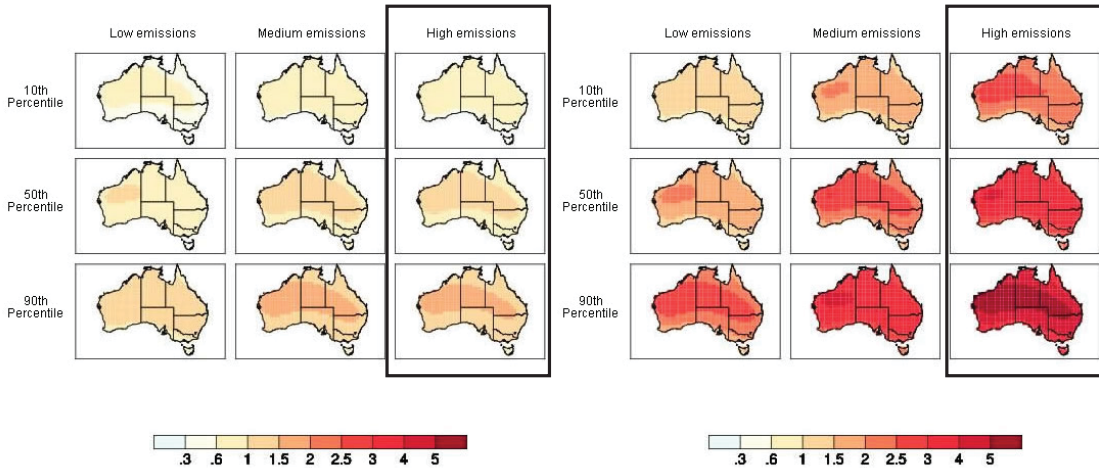 Low emissions Medium emissions High emissions Low emissions Medium emissions High emissions
10th
Percentile
10th
Percentile
50th
Percentile
50th
Percentile
90th
Percentile
90th
Percentile
.3 .6 1 1.5 2 2.5 3 4 5
.3 .6 1 1.5 2 2.5 3 4 5